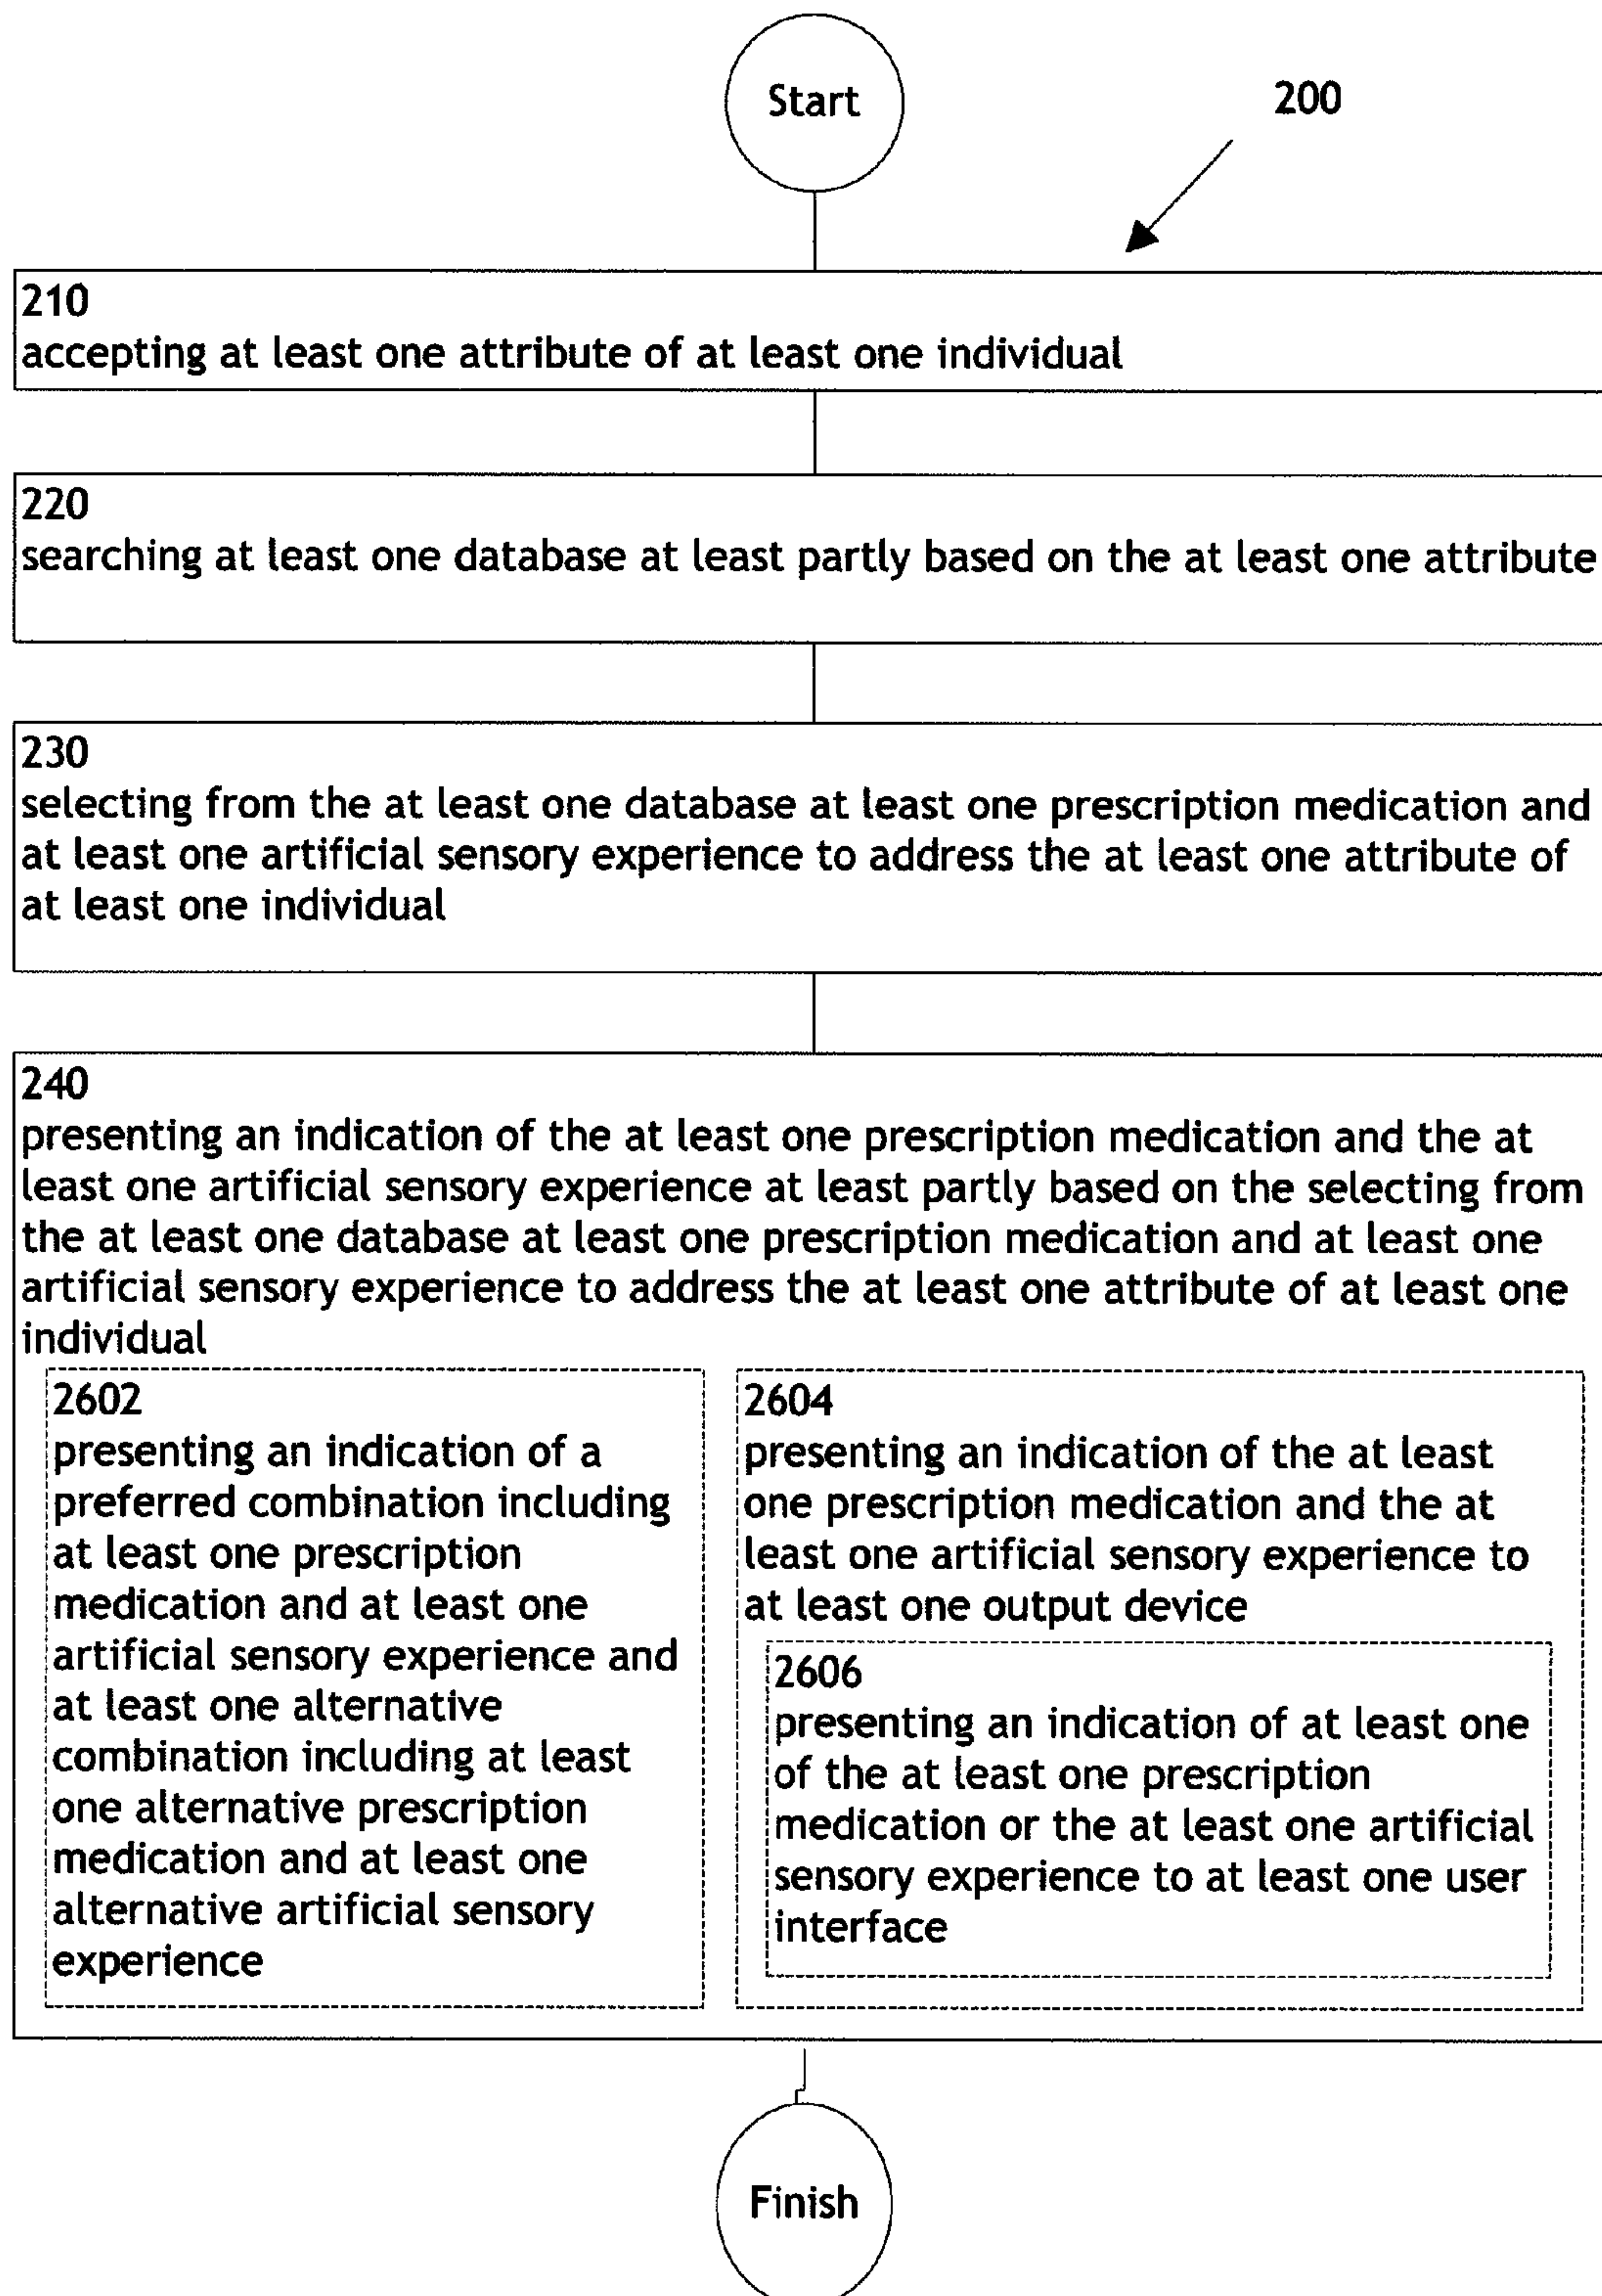 Start
200
210
accepting at least one attribute of at least one individual
220
searching at least one database at least partly based on the at least one attribute
230
selecting from the at least one database at least one prescription medication and
at least one artificial sensory experience to address the at least one attribute of
at least one individual
240
presenting an indication of the at least one prescription medication and the at
least one artificial sensory experience at least partly based on the selecting from
the at least one database at least one prescription medication and at least one
artificial sensory experience to address the at least one attribute of at least one
individual
2602
presenting an indication of a
preferred combination including
at least one prescription
medication and at least one
artificial sensory experience and
at least one alternative
combination including at least
one alternative prescription
medication and at least one
alternative artificial sensory
experience
2604
presenting an indication of the at least
one prescription medication and the at
least one artificial sensory experience to
at least one output device
2606
presenting an indication of at least one
of the at least one prescription
medication or the at least one artificial
sensory experience to at least one user
interface
Finish